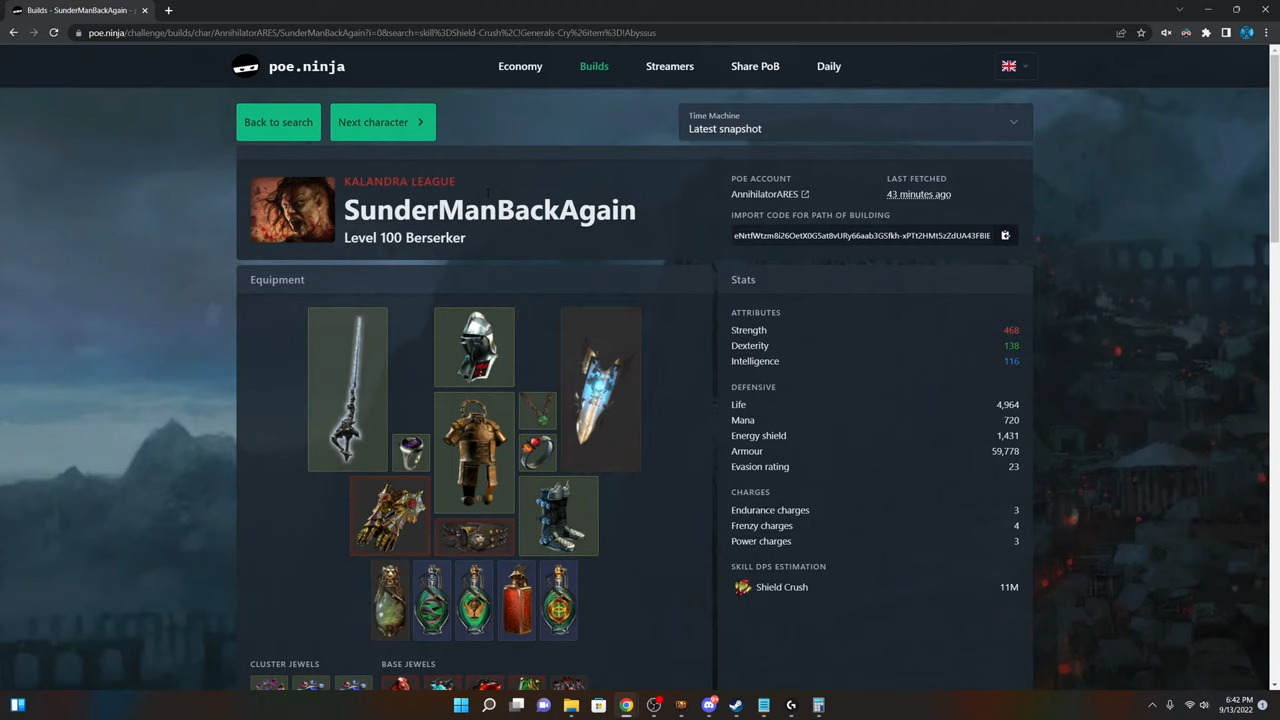 Builds - SunderManBackAgain - p
poe.ninja/challenge/builds/char/AnnihilatorARES/SunderManBackAgain?i=0&search=skill%3DShield-Crush%2C!Generals-Cry%26item%3D!Abyssus
poe.ninja
Economy
Builds
Streamers
Share PoB
Daily
Back to search
Next character
Time Machine
Latest snapshot
KALANDRA LEAGUE
SunderManBackAgain
Level 100 Berserker
POE ACCOUNT
AnnihilatorARES
LAST FETCHED
43 minutes ago
IMPORT CODE FOR PATH OF BUILDING
Equipment
Stats
ATTRIBUTES
Strength 468
Dexterity 138
Intelligence 116
DEFENSIVE
Life 4,964
Mana 720
Energy shield 1,431
Armour 59,778
Evasion rating 23
CHARGES
Endurance charges 3
Frenzy charges 4
Power charges 3
SKILL DPS ESTIMATION
Shield Crush 11M
CLUSTER JEWELS
BASE JEWELS
6:42 PM
9/13/2022